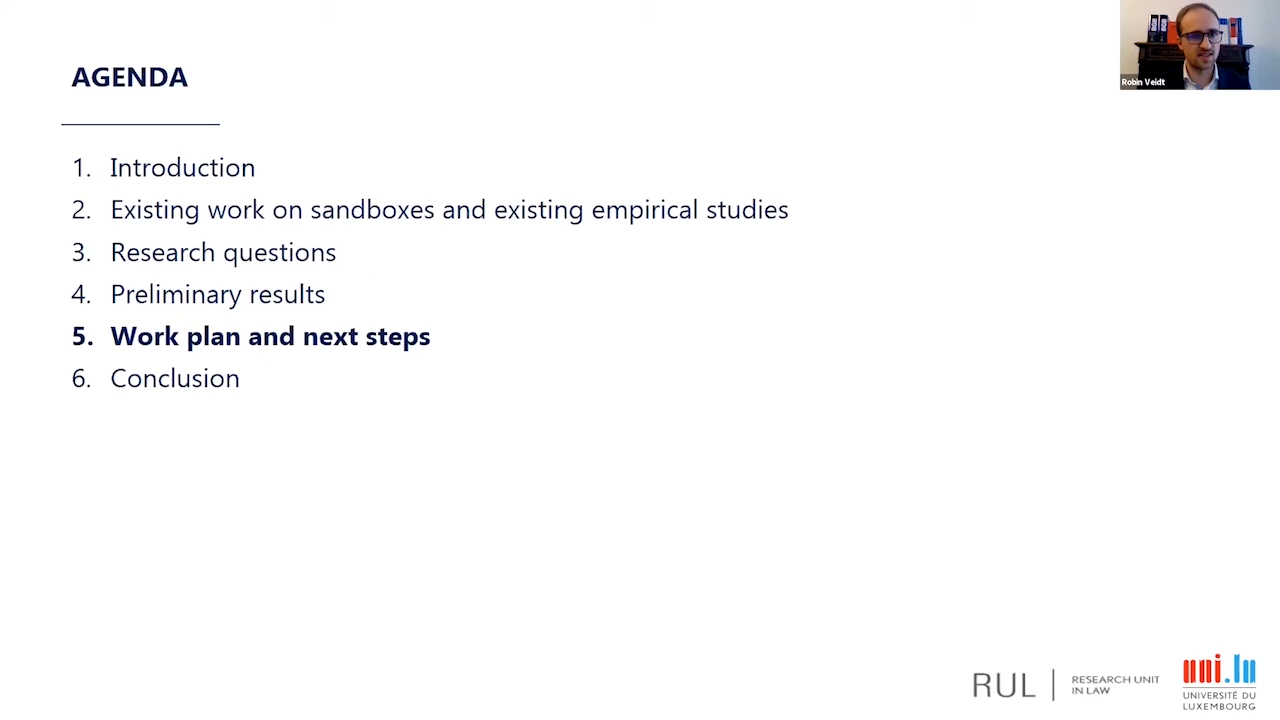 AGENDA
Robin Veidt
1. Introduction
2. Existing work on sandboxes and existing empirical studies
3. Research questions
4. Preliminary results
5. Work plan and next steps
6. Conclusion
RUL
RESEARCH UNIT
IN LAW
uni.lu
UNIVERSITÉ DU
LUXEMBOURG